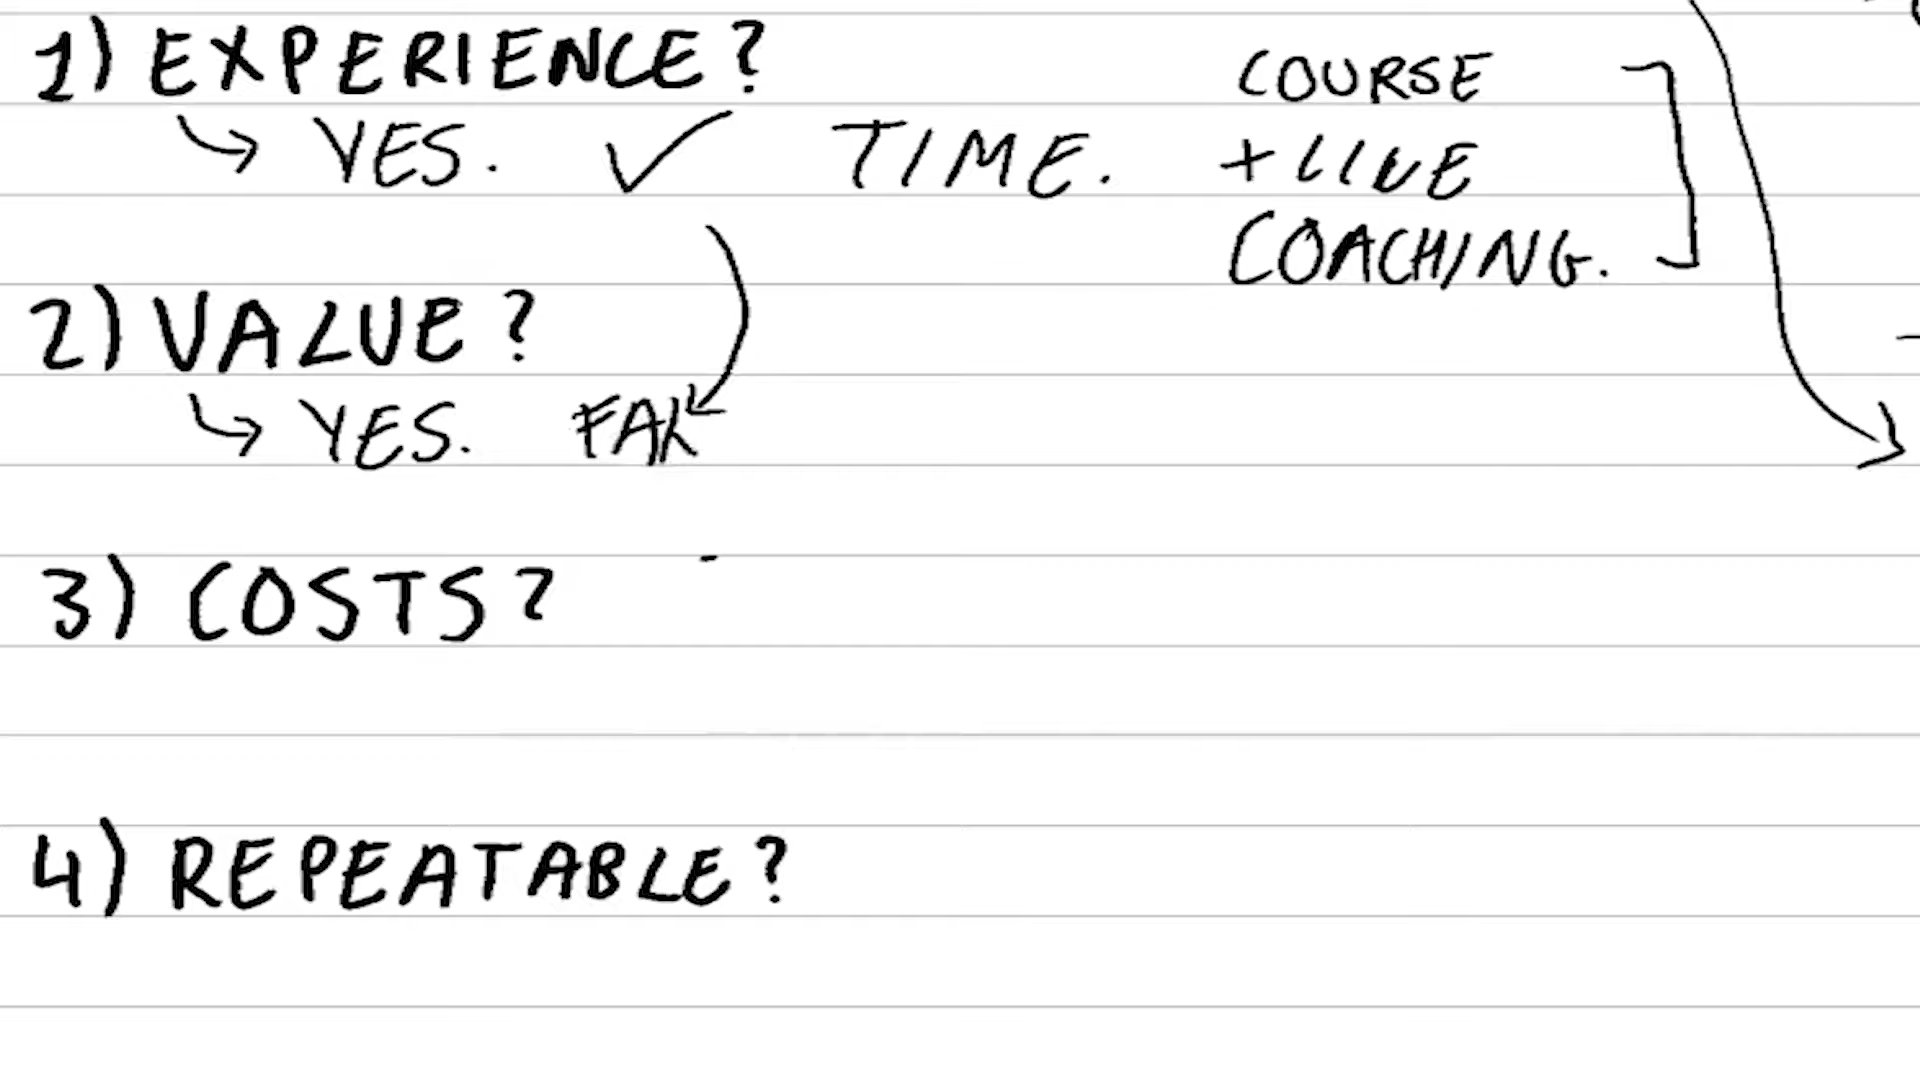 1) EXPERIENCE?
↳ YES. ✓ TIME.
COURSE
+ LIVE
COACHING.
2) VALUE?
↳ YES. FAR
3) COSTS?
4) REPEATABLE?